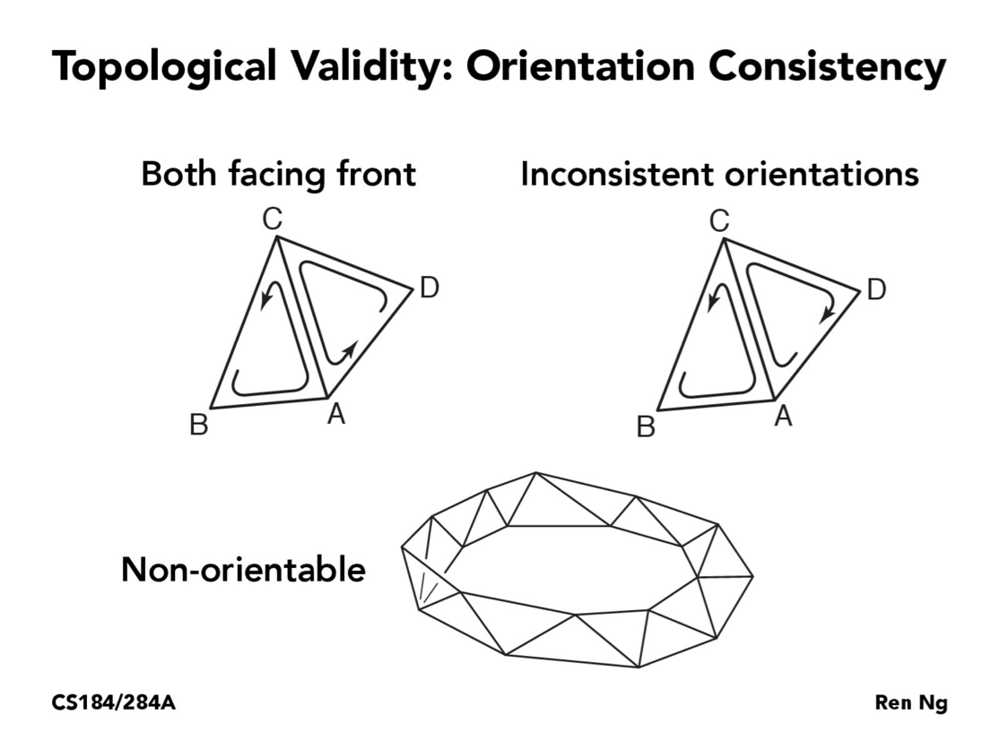 Topological Validity: Orientation Consistency
Both facing front
Inconsistent orientations
C
D
B
A
C
D
B
A
Non-orientable
CS184/284A
Ren Ng